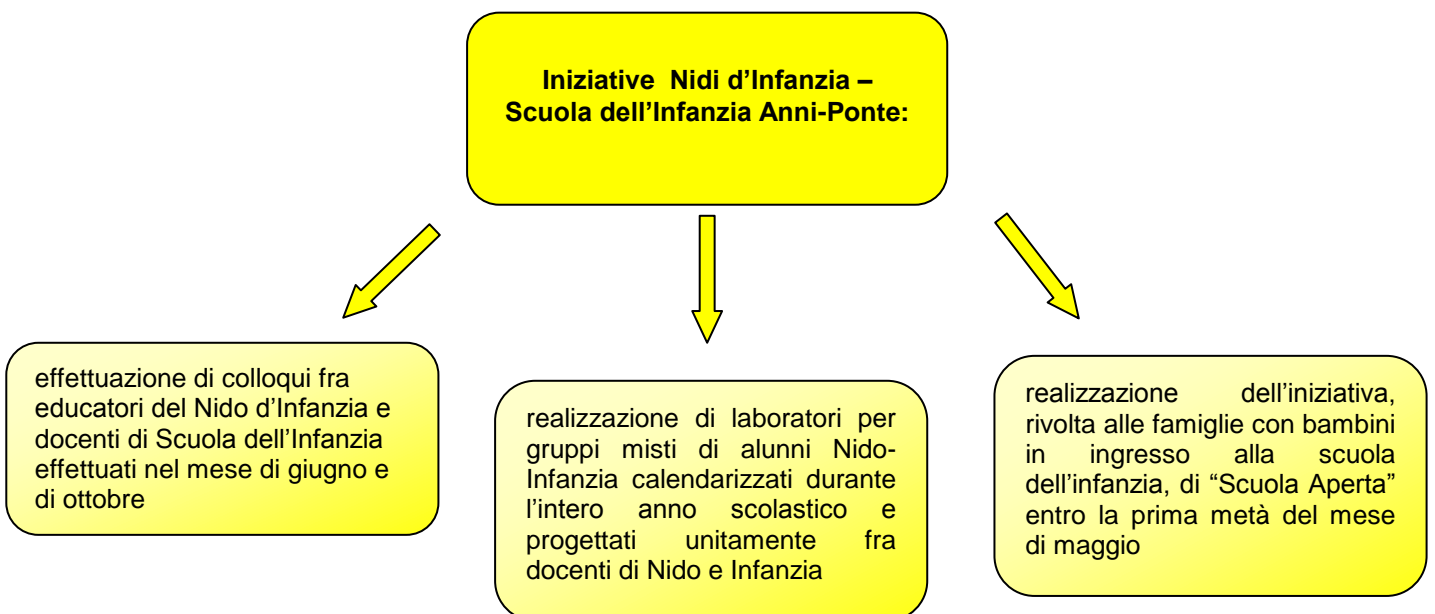 Iniziative Nidi d’Infanzia –
Scuola dell’Infanzia Anni-Ponte:
effettuazione di colloqui fra
educatori del Nido d’Infanzia e
docenti di Scuola dell’Infanzia
effettuati nel mese di giugno e
di ottobre
realizzazione di laboratori per
gruppi misti di alunni Nido-
Infanzia calendarizzati durante
l’intero anno scolastico e
progettati unitamente fra
docenti di Nido e Infanzia
realizzazione dell’iniziativa,
rivolta alle famiglie con bambini
in ingresso alla scuola
dell’infanzia, di “Scuola Aperta”
entro la prima metà del mese
di maggio